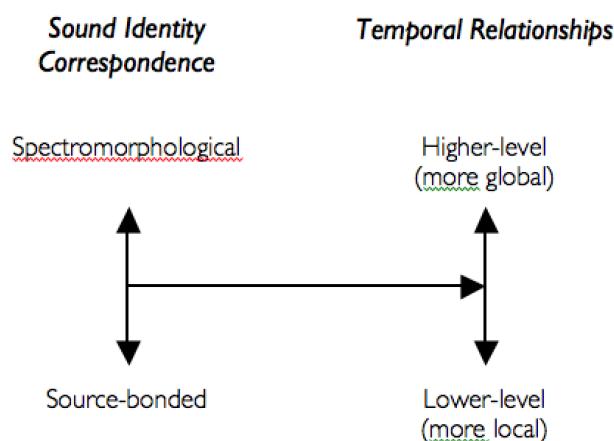 Sound Identity
Correspondence
Temporal Relationships
Spectromorphological
Higher-level
(more global)
Source-bonded
Lower-level
(more local)